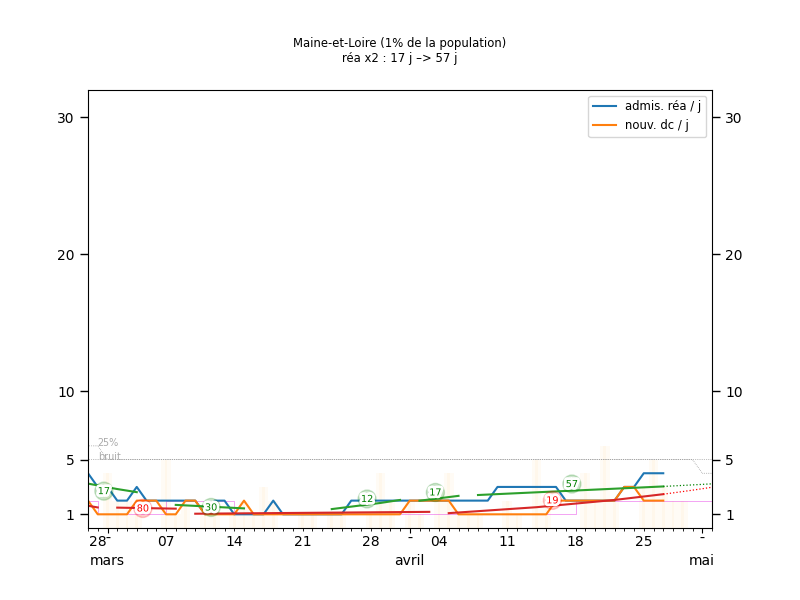 Maine-et-Loire (1% de la population)
réa x2 : 17 j –> 57 j
admis. réa / j
nouv. dc / j
30 30
20 20
10 10
25%
bruit
5 5
17 80 30 12 17 19 57
1 1
28 - 07 14 21 28 - 04 11 18 25 -
mars avril mai